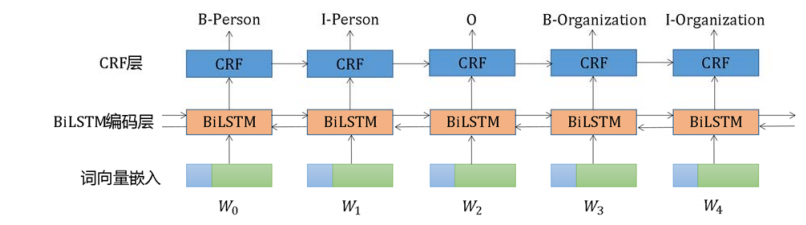 B-Person I-Person O B-Organization I-Organization
CRF层 CRF CRF CRF CRF CRF
BiLSTM编码层 BiLSTM BiLSTM BiLSTM BiLSTM BiLSTM
词向量嵌入
W0 W1 W2 W3 W4